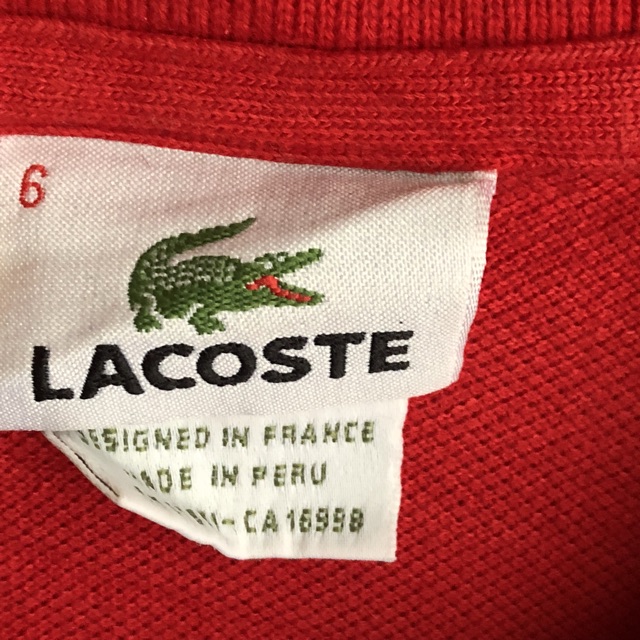 6
LACOSTE
DESIGNED IN FRANCE
MADE IN PERU
CA 16998